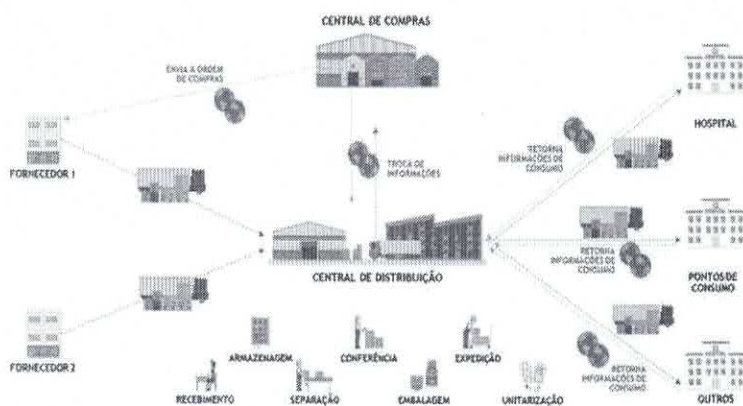 CENTRAL DE COMPRAS
ENVIA A ORDEM
DE COMPRAS
HOSPITAL
FORNECEDOR 1
TROCA DE
INFORMAÇÕES
RETORNA
INFORMAÇÕES DE
CONSUMO
CENTRAL DE DISTRIBUIÇÃO
RETORNA
INFORMAÇÕES DE
CONSUMO
PONTOS DE
CONSUMO
FORNECEDOR 2
ARMAZENAGEM
CONFERÊNCIA
EXPEDIÇÃO
RECEBIMENTO
SEPARAÇÃO
EMBALAGEM
UNITARIZAÇÃO
RETORNA
INFORMAÇÕES DE
CONSUMO
OUTROS